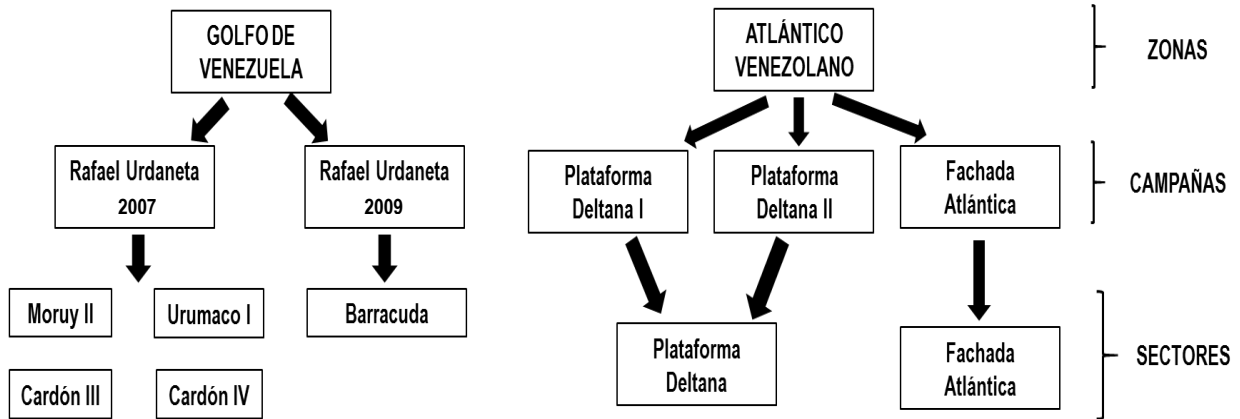 GOLFO DE
VENEZUELA
ATLÁNTICO
VENEZOLANO
ZONAS
Rafael Urdaneta
2007
Rafael Urdaneta
2009
Plataforma
Deltana I
Plataforma
Deltana II
Fachada
Atlántica
CAMPAÑAS
Moruy II
Urumaco I
Barracuda
Cardón III
Cardón IV
Plataforma
Deltana
Fachada
Atlántica
SECTORES